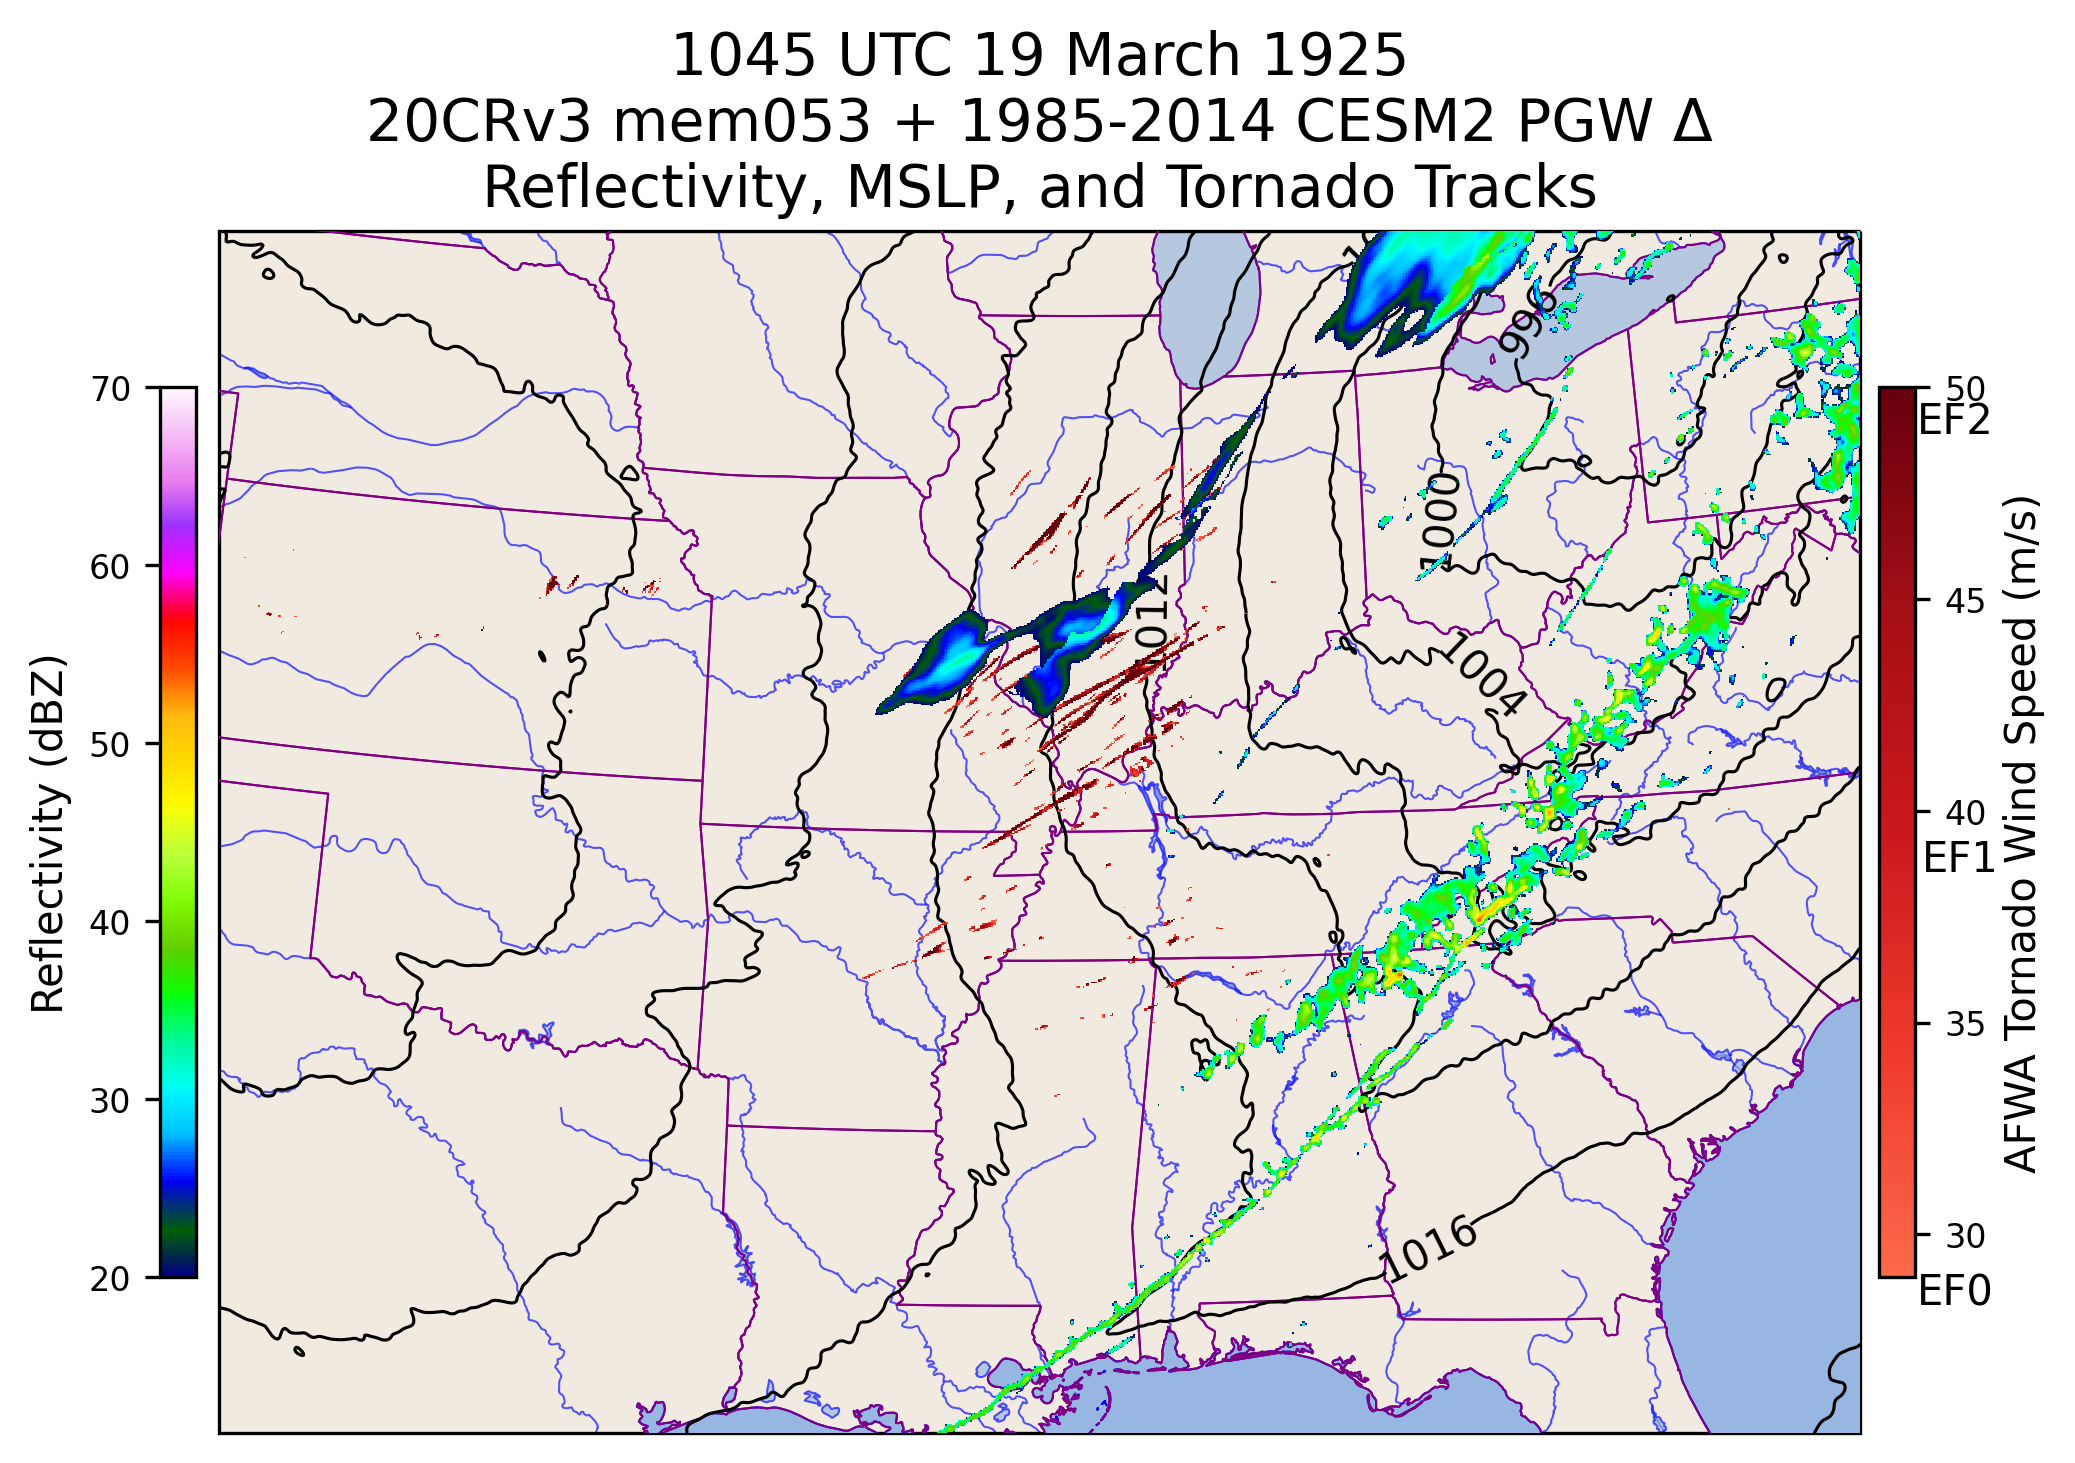 1045 UTC 19 March 1925
20CRv3 mem053 + 1985-2014 CESM2 PGW Δ
Reflectivity, MSLP, and Tornado Tracks
Reflectivity (dBZ)
70
60
50
40
30
20
996
1000
1004
1012
1016
50
EF2
45
40
EF1
35
30
EF0
AFWA Tornado Wind Speed (m/s)